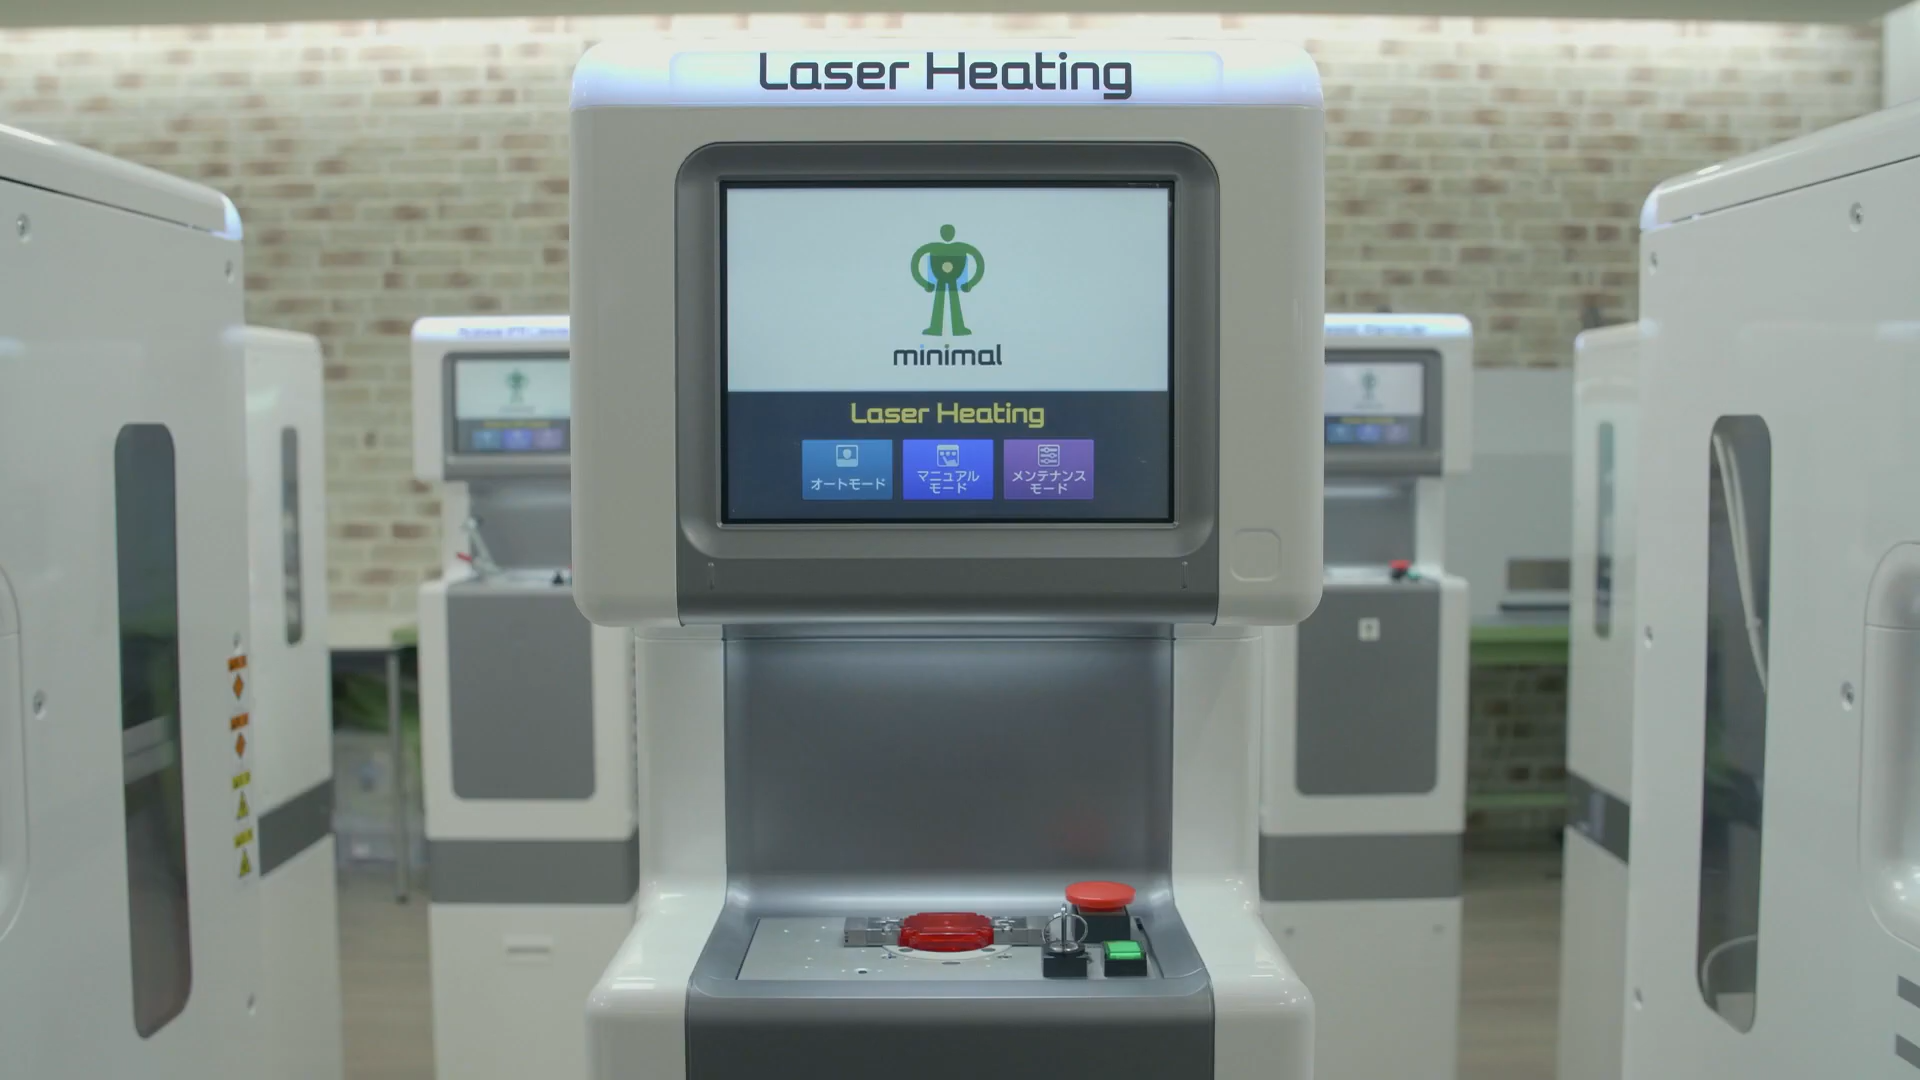 Laser Heating
minimal
Laser Heating
オートモード
マニュアル
モード
メンテナンス
モード